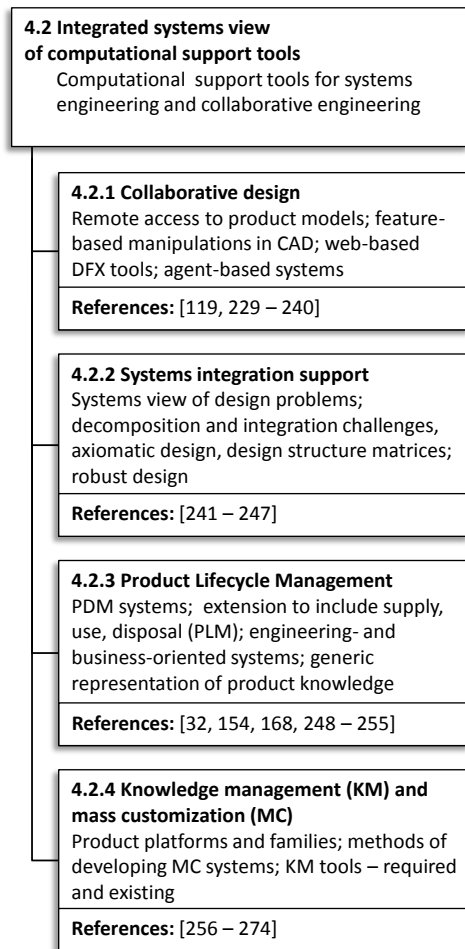 4.2 Integrated systems view
of computational support tools
Computational support tools for systems
engineering and collaborative engineering
4.2.1 Collaborative design
Remote access to product models; feature-
based manipulations in CAD; web-based
DFX tools; agent-based systems
References: [119, 229 – 240]
4.2.2 Systems integration support
Systems view of design problems;
decomposition and integration challenges,
axiomatic design, design structure matrices;
robust design
References: [241 – 247]
4.2.3 Product Lifecycle Management
PDM systems; extension to include supply,
use, disposal (PLM); engineering- and
business-oriented systems; generic
representation of product knowledge
References: [32, 154, 168, 248 – 255]
4.2.4 Knowledge management (KM) and
mass customization (MC)
Product platforms and families; methods of
developing MC systems; KM tools – required
and existing
References: [256 – 274]